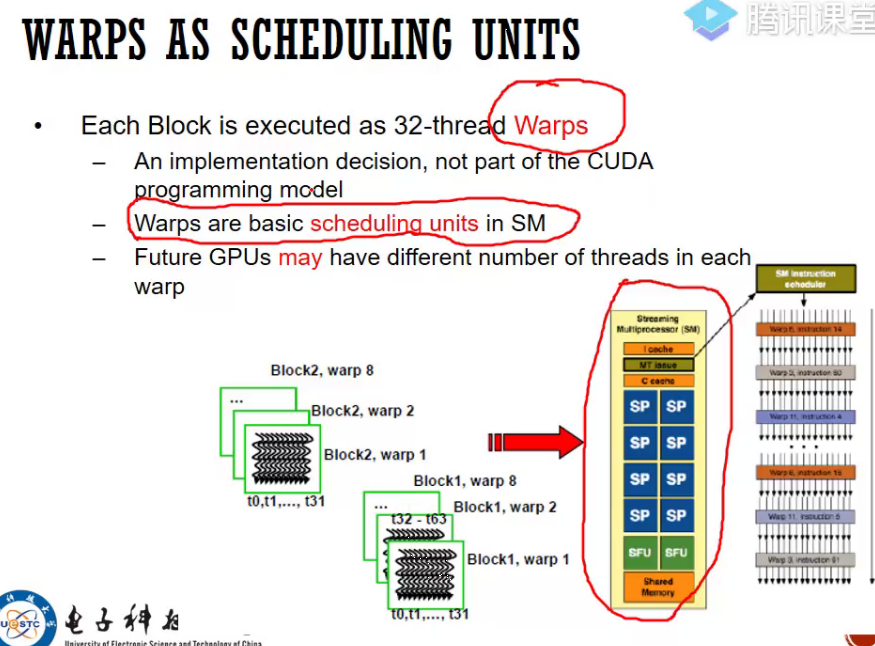 WARPS AS SCHEDULING UNITS
腾讯课堂
• Each Block is executed as 32-thread Warps
– An implementation decision, not part of the CUDA
programming model
– Warps are basic scheduling units in SM
– Future GPUs may have different number of threads in each
warp
Block2, warp 8
...
Block2, warp 2
Block2, warp 1
t0,t1,..., t31
Block1, warp 8
...
Block1, warp 2
t32 - t63
Block1, warp 1
t0,t1,..., t31
Streaming
Multiprocessor (SM)
I cache
MT issue
C cache
SP SP
SP SP
SP SP
SP SP
SFU SFU
Shared
Memory
SM instruction
scheduler
Warp 6, instruction 14
Warp 3, instruction 60
Warp 11, instruction 4
...
Warp 6, instruction 15
Warp 11, instruction 5
Warp 3, instruction 61
UESTC
电子科技
University of Electronic Science and Technology of China